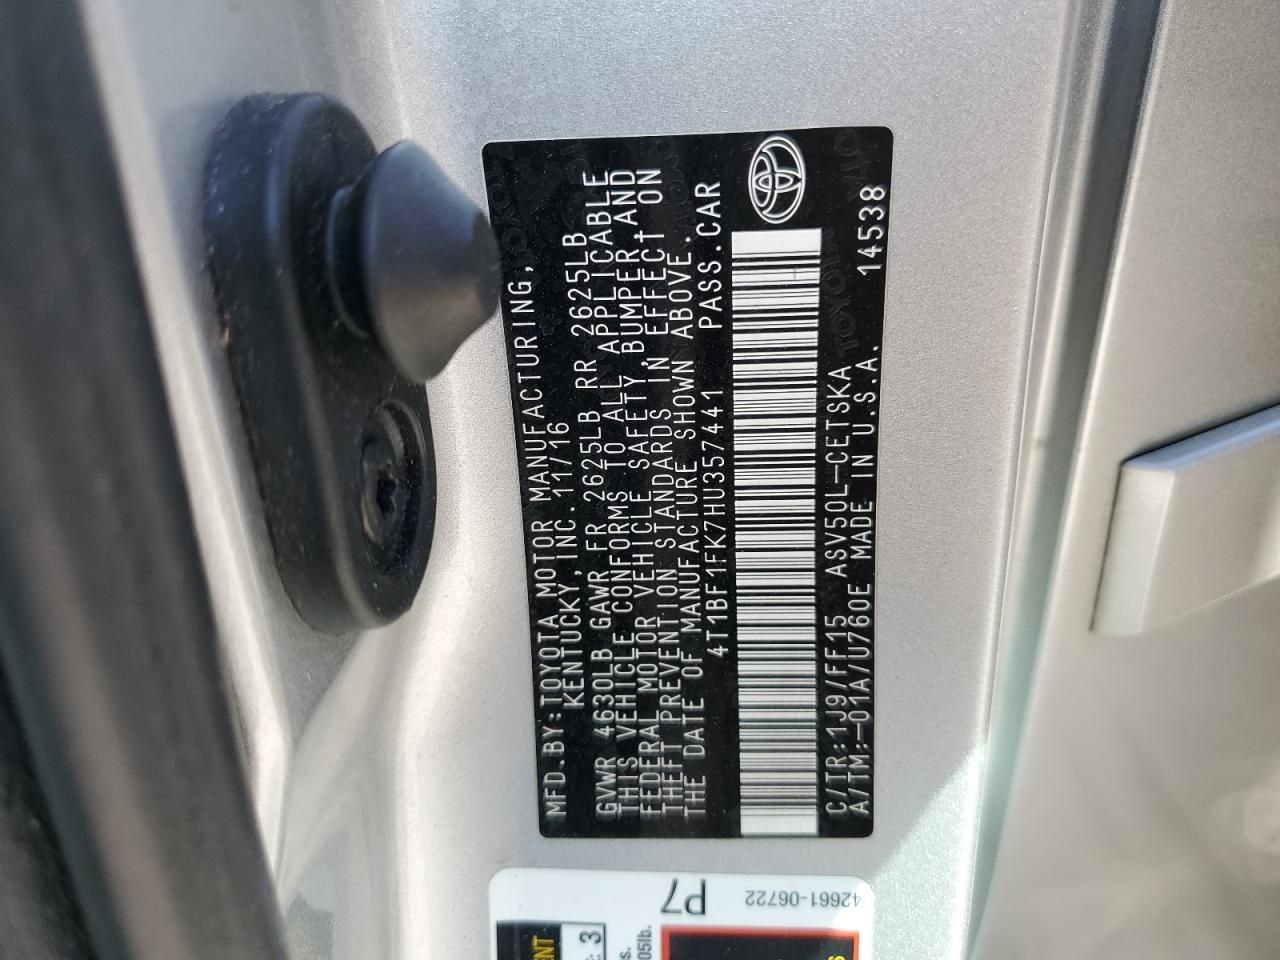 MFD.BY:TOYOTA MOTOR MANUFACTURING,
KENTUCKY, INC. 11/16
GVWR 4630LB GAWR FR 2625LB RR 2625LB
THIS VEHICLE CONFORMS TO ALL APPLICABLE
FEDERAL MOTOR VEHICLE SAFETY, BUMPER, AND
THEFT PREVENTION STANDARDS IN EFFECT ON
THE DATE OF MANUFACTURE SHOWN ABOVE.
4T1BF1FK7HU357441 PASS.CAR
C/TR:1J9/FF15 ASV50L-CETSKA
A/TM:-01A/U760E MADE IN U.S.A. 14538
TOYOTA
P7
42661-06722
3
05lb.